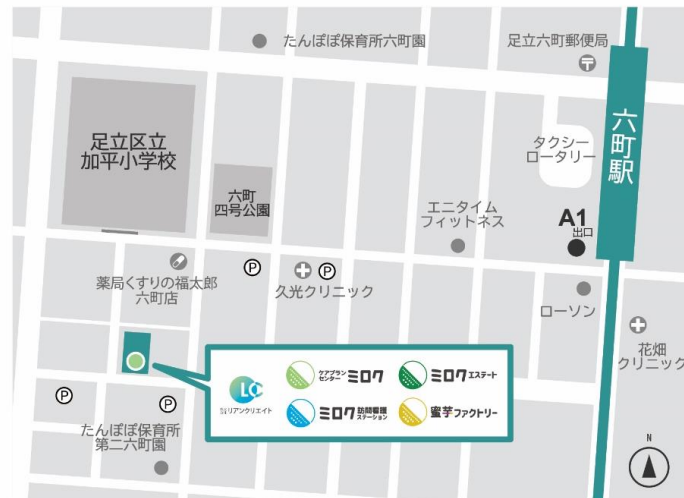 たんぽぽ保育所六町園
足立六町郵便局
足立区立
加平小学校
六町
四号公園
タクシー
ロータリー
六町駅
A1
出口
エニタイム
フィットネス
薬局くすりの福太郎
六町店
P
P
久光クリニック
ローソン
花畑
クリニック
LC
リアンクリエイト
ケアプラン
センター
ミロク
ミロク エステート
ミロク 訪問看護
ステーション
蜜芋ファクトリー
P
P
たんぽぽ保育所
第二六町園
N